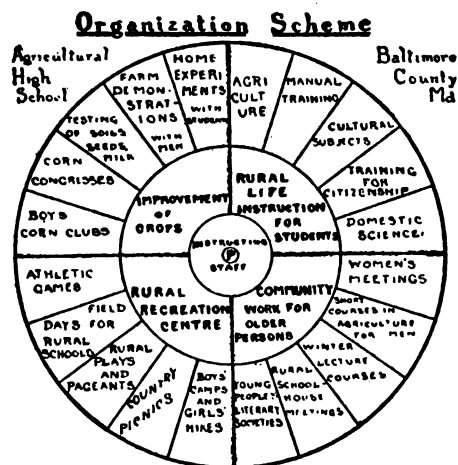 Organization Scheme
Agricultural
High
School
Baltimore
County
Md
HOME
EXPERI
MENTS
WITH
STUDENTS
FARM
DEMON-
STRAT-
IONS
WITH
MEN
TESTING
OF SOILS
SEEDS,
MILK
CORN
CONGRISSES
BOYS
CORN CLUBS
AGRI
CULT
URE
MANUAL
TRAINING
CULTURAL
SUBJECTS
TRAINING
FOR
CITIZENSHIP
DOMESTIC
SCIENCE.
IMPROVEMENT
OF
CROPS
RURAL
LIFE
INSTRUCTION
FOR
STUDENTS
INSTRUCTING
P
STAFF
RURAL
RECREATION
CENTRE
COMMUNITY
WORK FOR
OLDER
PERSONS
ATHLETIC
GAMES
FIELD
DAYS FOR
RURAL
SCHOOLS
RURAL
PLAYS
AND
PAGEANTS
COUNTRY
PICNICS
BOYS'
CAMPS
AND
GIRLS'
HIKES
WOMEN'S
MEETINGS
SHORT
COURSES IN
AGRICULTURE
FOR MEN
WINTER
LECTURE
COURSES
RURAL
SCHOOL
HOUSE
MEETINGS
YOUNG
PEOPLE'S
LITERARY
SOCIETIES